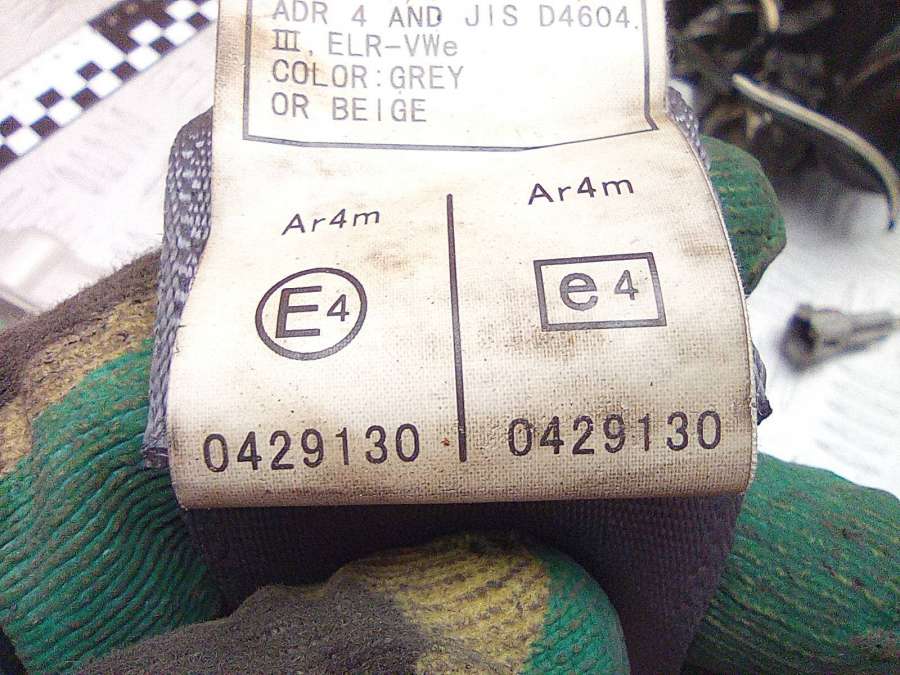 ADR 4 AND JIS D4604.
III, ELR-VWe
COLOR:GREY
OR BEIGE
Ar4m
E4
0429130
Ar4m
e4
0429130